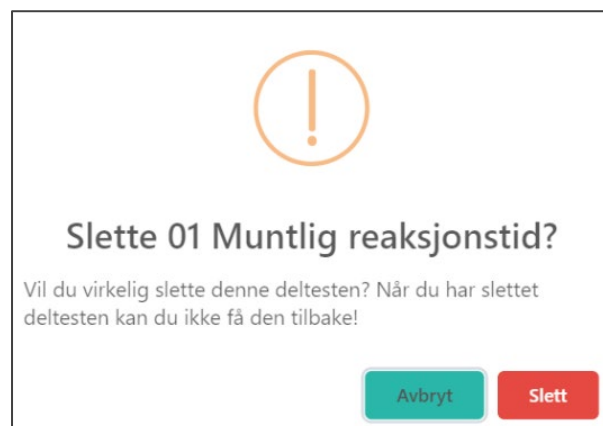 Slette 01 Muntlig reaksjonstid?
Vil du virkelig slette denne deltesten? Når du har slettet
deltesten kan du ikke få den tilbake!
Avbryt Slett